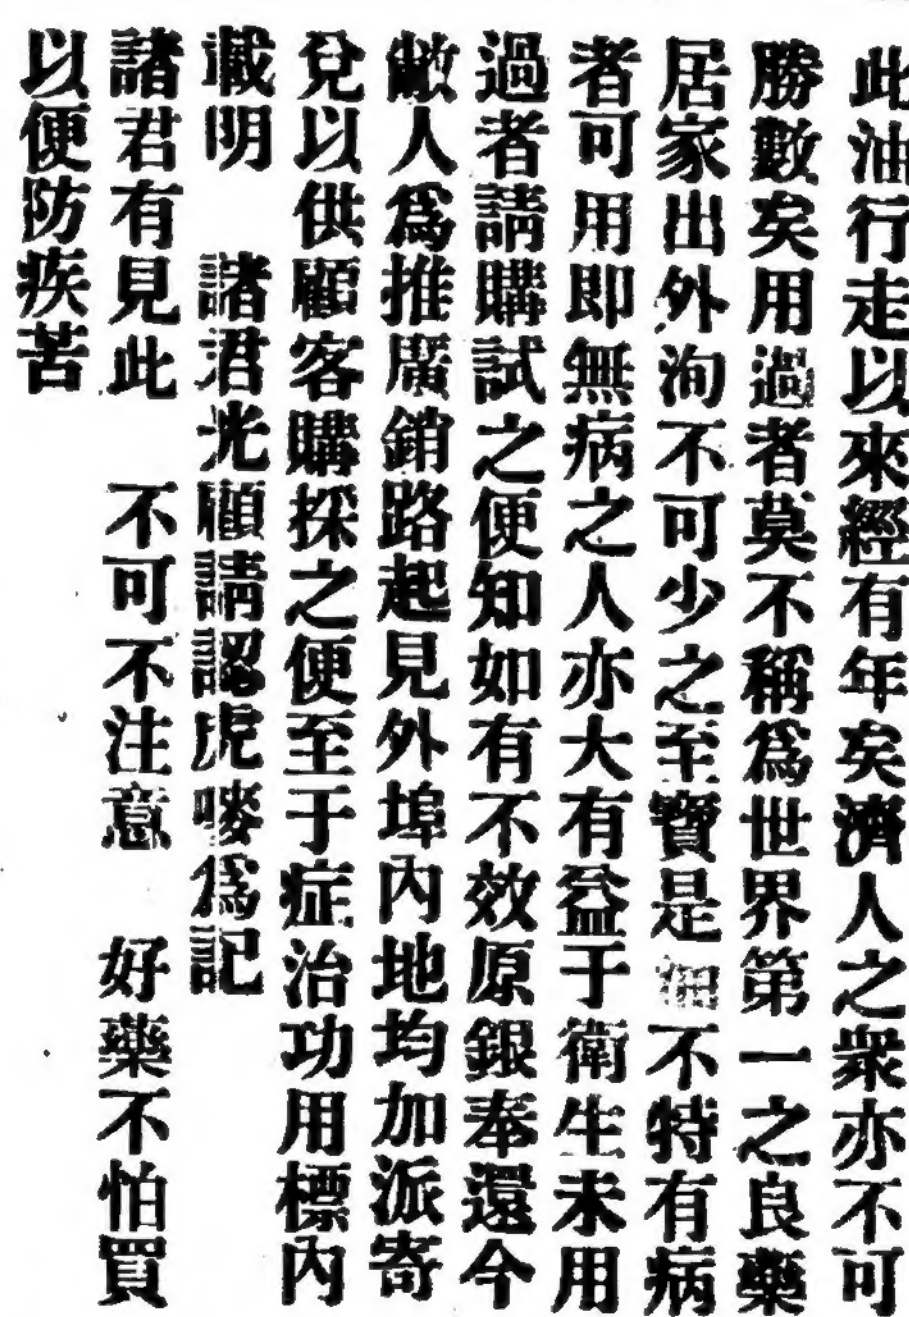 此油行走以來經有年矣濟人之衆亦不可
勝數矣用過者莫不稱爲世界第一之良藥
居家出外洵不可少之至寶是油不特有病
者可用即無病之人亦大有益于衛生未用
過者請購試之便知如有不效原銀奉還今
敝人爲推廣銷路起見外埠內地均加派寄
兌以供顧客購採之便至于症治功用標內
載明　諸君光顧請認虎嘜爲記
諸君有見此　不可不注意　好藥不怕買
以便防疾苦